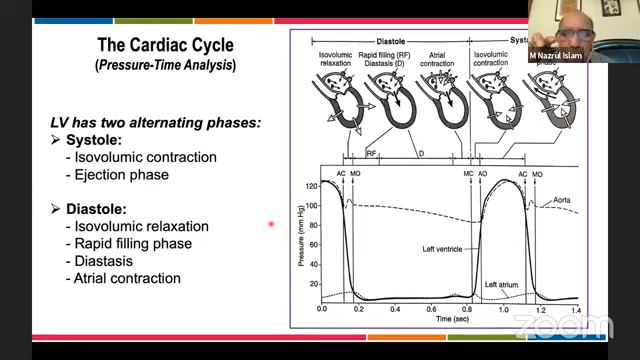 The Cardiac Cycle
(Pressure-Time Analysis)
LV has two alternating phases:
Systole:
- Isovolumic contraction
- Ejection phase
Diastole:
- Isovolumic relaxation
- Rapid filling phase
- Diastasis
- Atrial contraction
Diastole
Syst
Isovolumic
relaxation
Rapid filling (RF)
Diastasis (D)
Atrial
contraction
Isovolumic
contraction
phase
M Nazrul Islam
RF
D
AC
MO
MC
AO
AC
MO
Pressure (mm Hg)
120
100
80
60
40
20
Aorta
Left ventricle
Left atrium
0
0.2
0.4
0.6
0.8
1.0
1.2
1.4
Time (sec)
zoom